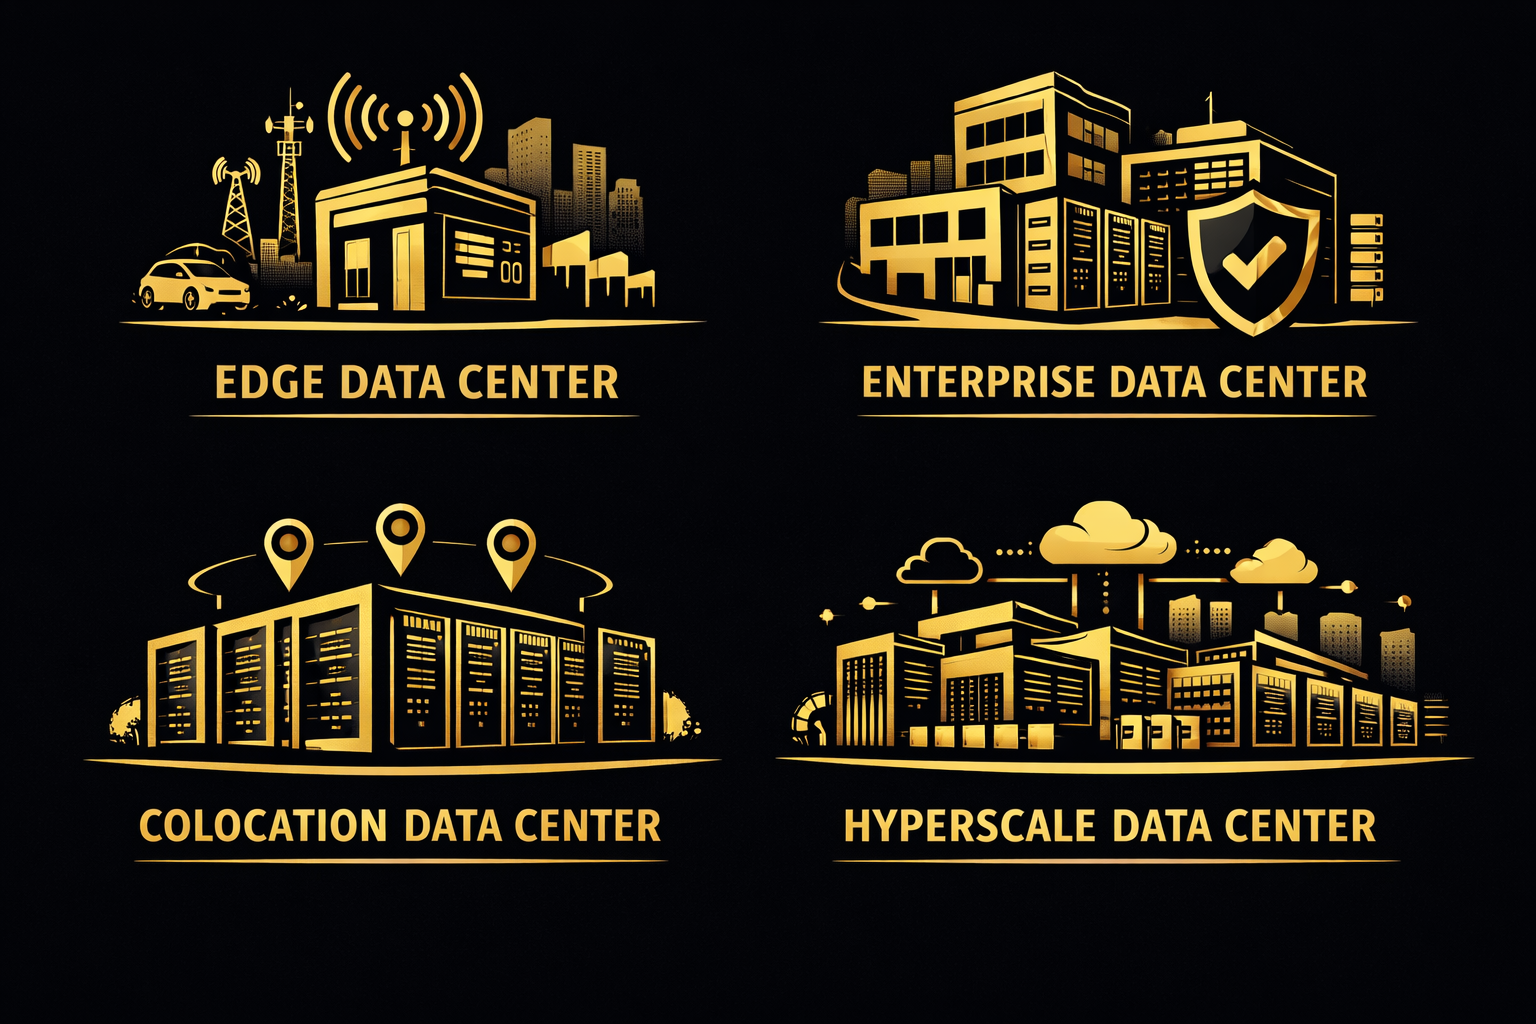 EDGE DATA CENTER
ENTERPRISE DATA CENTER
COLOCATION DATA CENTER
HYPERSCALE DATA CENTER